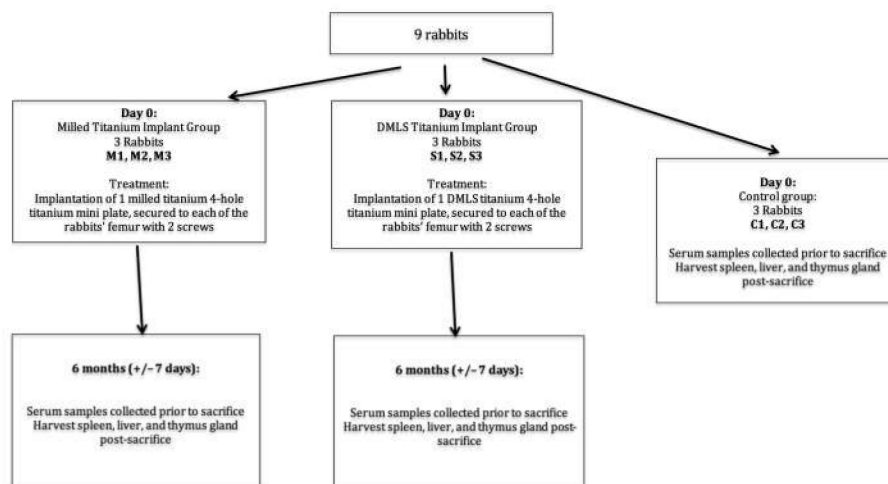 9 rabbits
Day 0:
Milled Titanium Implant Group
3 Rabbits
M1, M2, M3
Treatment:
Implantation of 1 milled titanium 4-hole
titanium mini plate, secured to each of the
rabbits' femur with 2 screws
Day 0:
DMLS Titanium Implant Group
3 Rabbits
S1, S2, S3
Treatment:
Implantation of 1 DMLS titanium 4-hole
titanium mini plate, secured to each of the
rabbits' femur with 2 screws
Day 0:
Control group:
3 Rabbits
C1, C2, C3
Serum samples collected prior to sacrifice
Harvest spleen, liver, and thymus gland
post-sacrifice
6 months (+/−7 days):
Serum samples collected prior to sacrifice
Harvest spleen, liver, and thymus gland
post-sacrifice
6 months (+/−7 days):
Serum samples collected prior to sacrifice
Harvest spleen, liver, and thymus gland post-
sacrifice